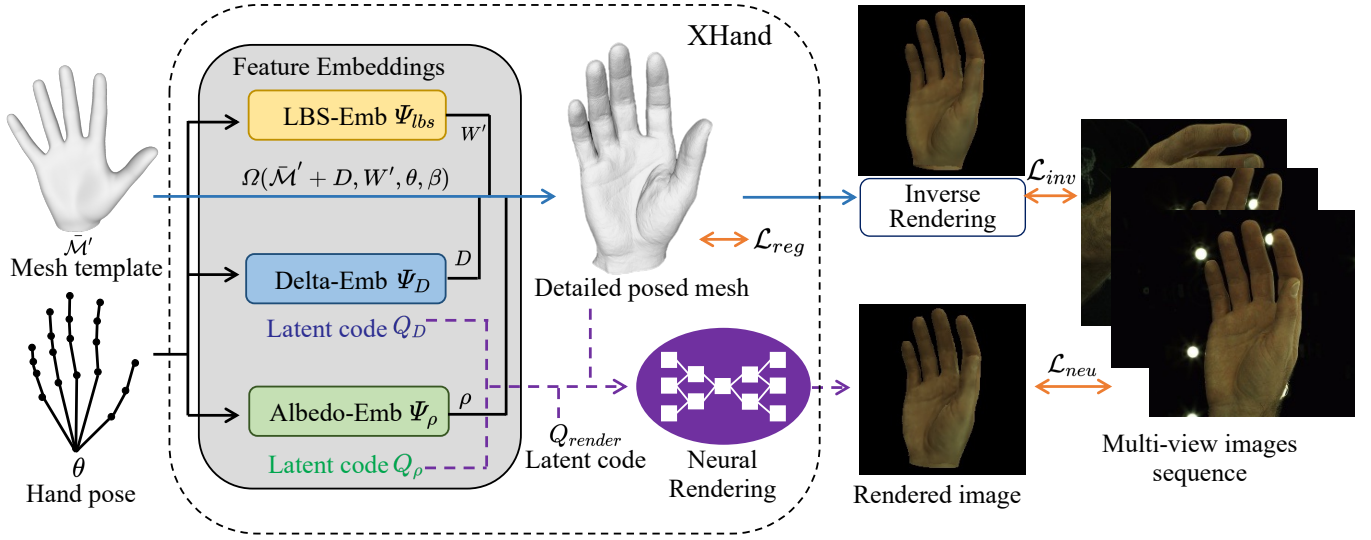 XHand
Feature Embeddings
LBS-Emb Ψ_lbs
W′
Ω(M̄′ + D, W′, θ, β)
M̄′
Mesh template
Delta-Emb Ψ_D
D
Latent code Q_D
Albedo-Emb Ψ_ρ
ρ
Latent code Q_ρ
θ
Hand pose
Detailed posed mesh
ℒ_reg
Q_render
Latent code
Neural
Rendering
Inverse
Rendering
ℒ_inv
Rendered image
ℒ_neu
Multi-view images
sequence